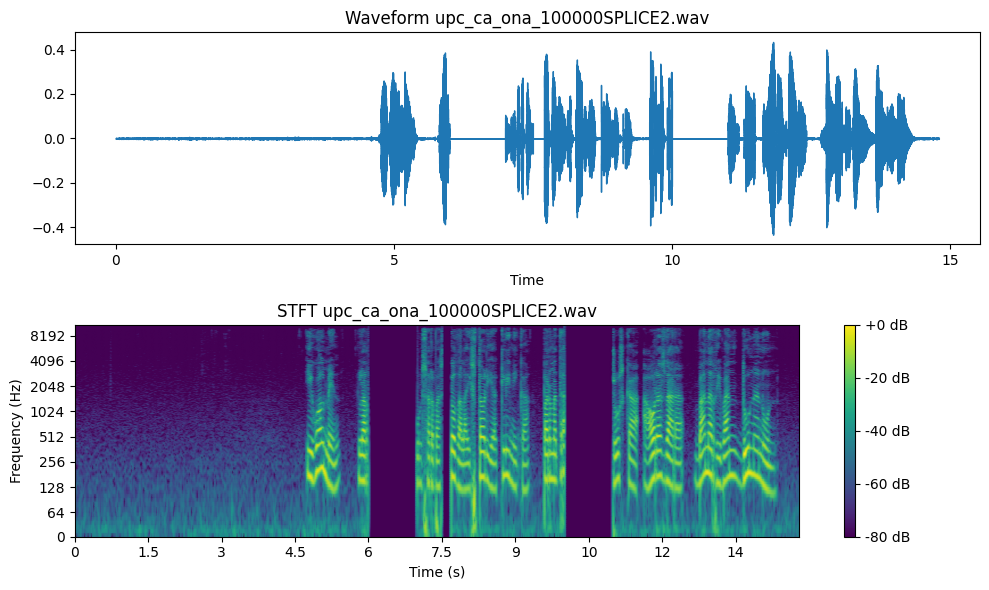 Waveform upc_ca_ona_100000SPLICE2.wav
0.4
0.2
0.0
−0.2
−0.4
0 5 10 15
Time
STFT upc_ca_ona_100000SPLICE2.wav
8192
4096
2048
1024
512
256
128
64
0
Frequency (Hz)
0 1.5 3 4.5 6 7.5 9 10 12 14
Time (s)
+0 dB
-20 dB
-40 dB
-60 dB
-80 dB